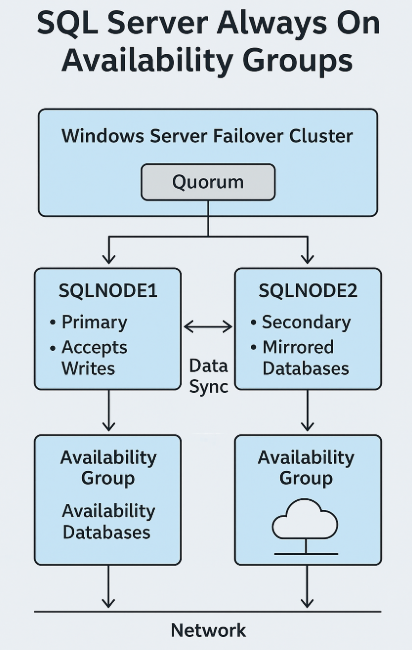 SQL Server Always On
Availability Groups
Windows Server Failover Cluster
Quorum
SQLNODE1
• Primary
• Accepts
Writes
Data
Sync
SQLNODE2
• Secondary
• Mirrored
Databases
Availability
Group
Availability
Databases
Availability
Group
Network